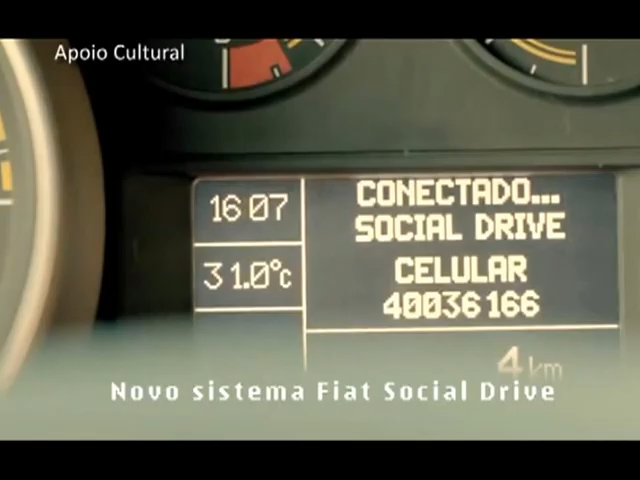 Apoio Cultural
16 07
31.0°c
CONECTADO...
SOCIAL DRIVE
CELULAR
40036166
4 km
Novo sistema Fiat Social Drive